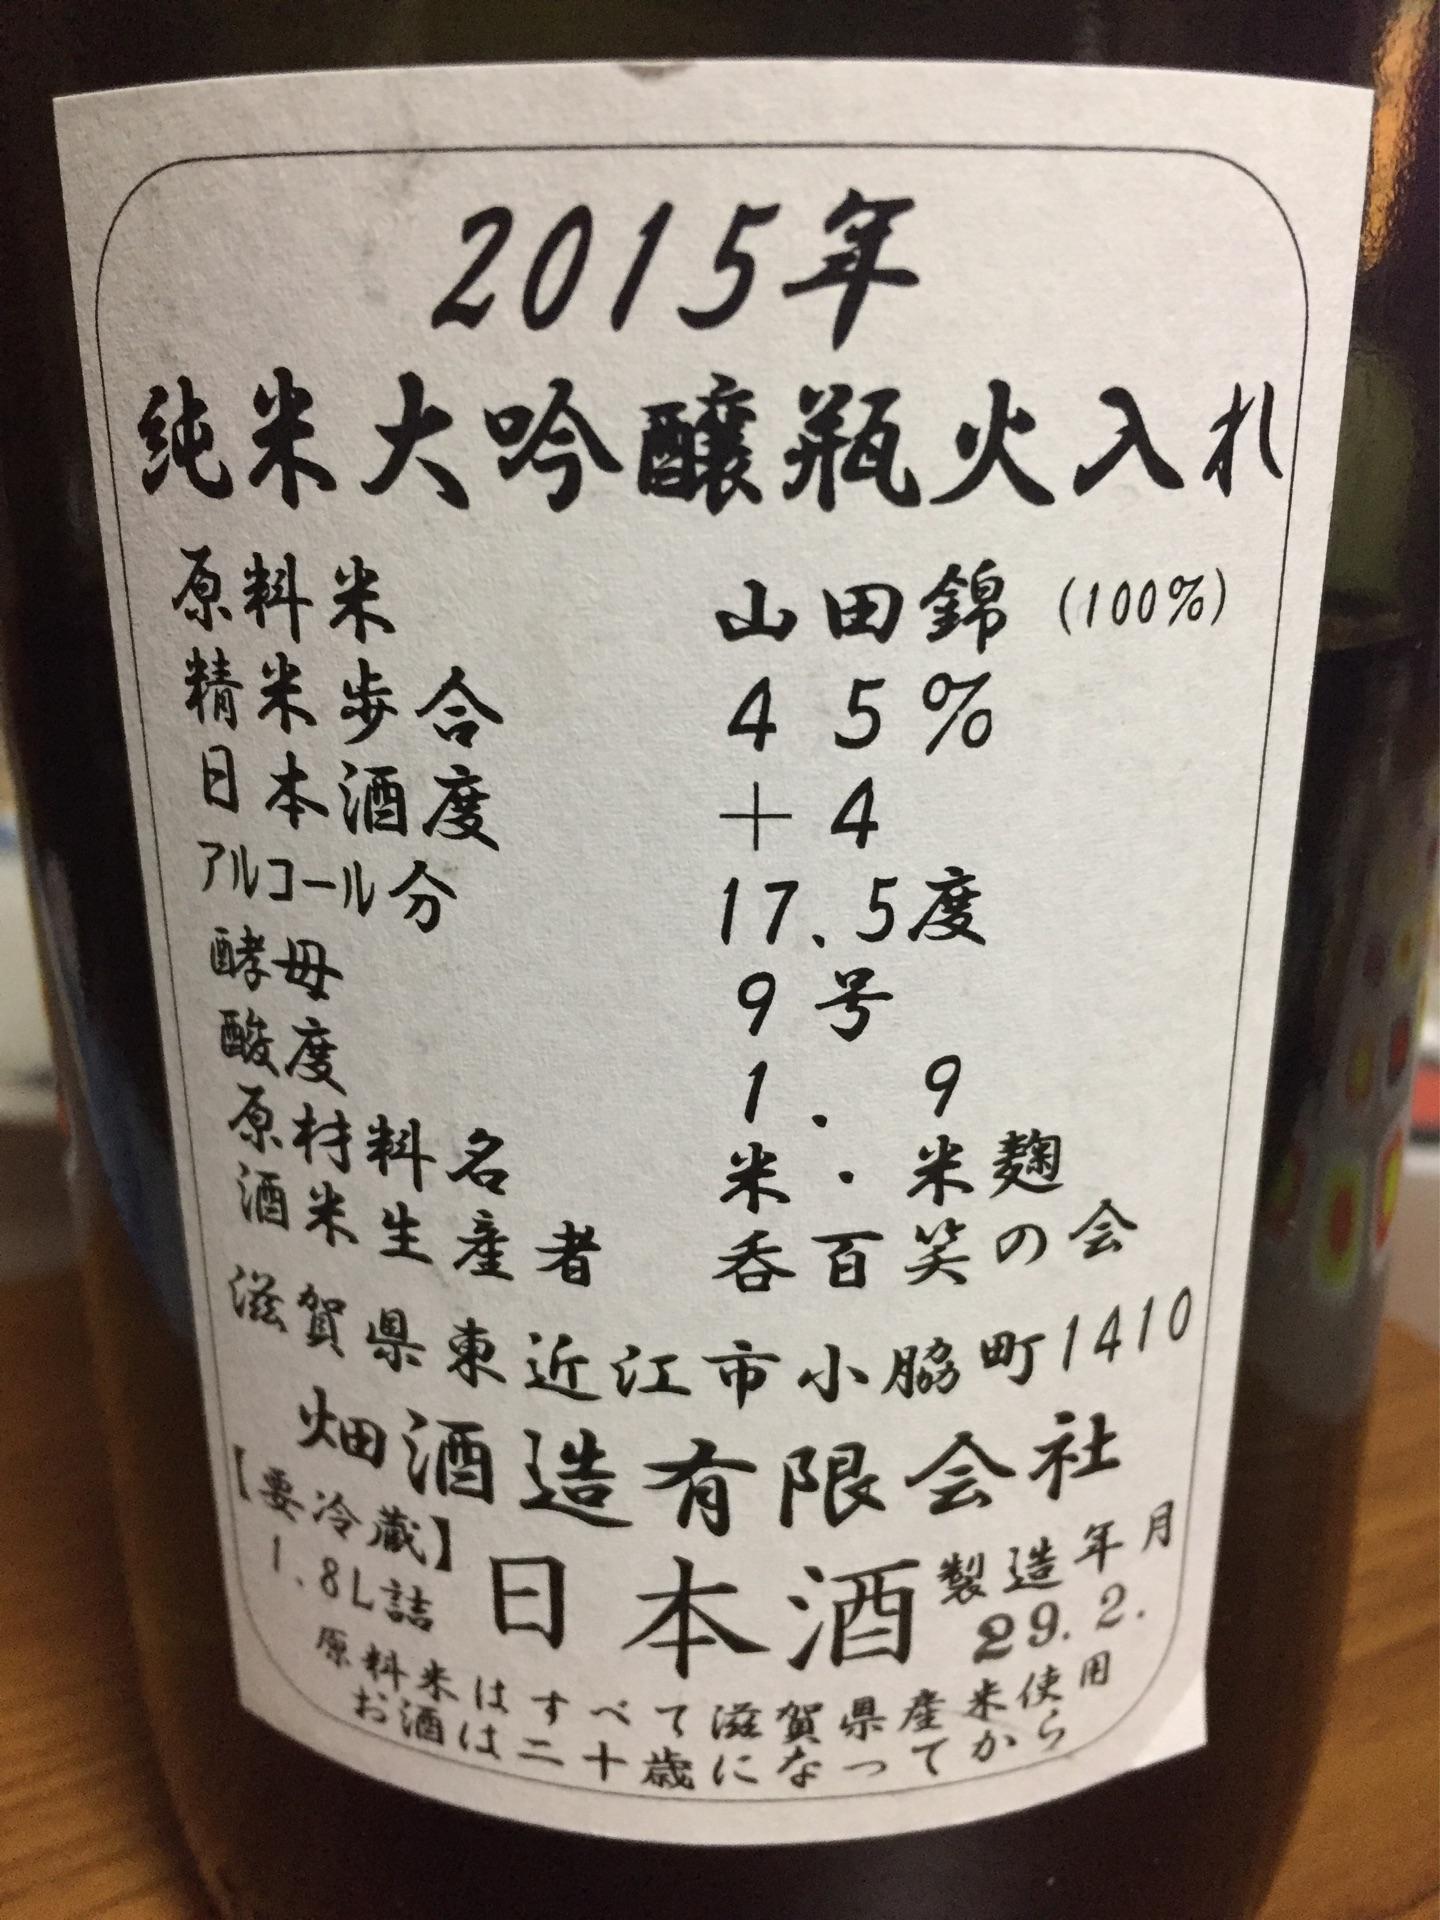 2015年
純米大吟醸瓶火入れ
原料米 山田錦 (100%)
精米歩合 45%
日本酒度 +4
アルコール分 17.5度
酵母 9号
酸度 1.9
原材料名 米・米麹
酒米生産者 呑百笑の会
滋賀県東近江市小脇町1410
畑酒造有限会社
【要冷蔵】
1.8L詰
日本酒
製造年月
29.2.
原料米はすべて滋賀県産米使用
お酒は二十歳になってから